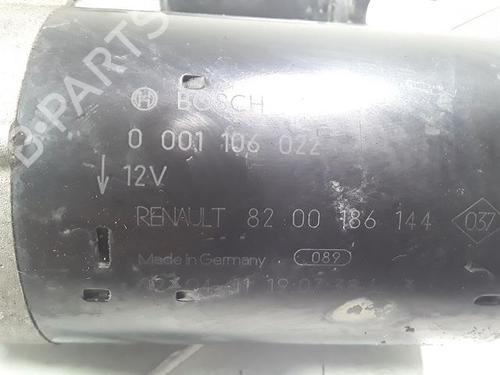 B-PARTS
BOSCH
0 001 106 022
12V
RENAULT 82 00 186 144 037
Made in Germany 089